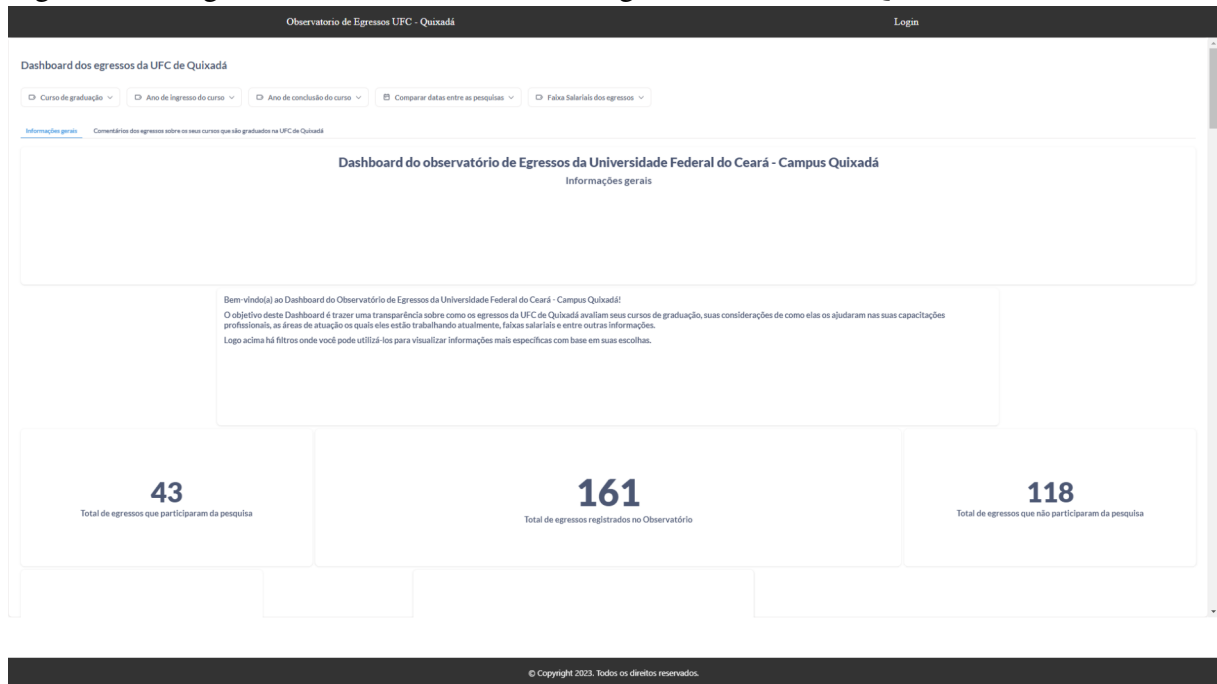 Observatorio de Egressos UFC - Quixadá
Login
Dashboard dos egressos da UFC de Quixadá
Curso de graduação
Ano de ingresso do curso
Ano de conclusão do curso
Comparar datas entre as pesquisas
Faixa Salariais dos egressos
Informações gerais
Comentários dos egressos sobre os seus cursos que são graduados na UFC de Quixadá
Dashboard do observatório de Egressos da Universidade Federal do Ceará - Campus Quixadá
Informações gerais
Bem-vindo(a) ao Dashboard do Observatório de Egressos da Universidade Federal do Ceará - Campus Quixadá!
O objetivo deste Dashboard é trazer uma transparência sobre como os egressos da UFC de Quixadá avaliam seus cursos de graduação, suas considerações de como elas os ajudaram nas suas capacitações
profissionais, as áreas de atuação os quais eles estão trabalhando atualmente, faixas salariais e entre outras informações.
Logo acima há filtros onde você pode utilizá-los para visualizar informações mais específicas com base em suas escolhas.
43
Total de egressos que participaram da pesquisa
161
Total de egressos registrados no Observatório
118
Total de egressos que não participaram da pesquisa
© Copyright 2023. Todos os direitos reservados.